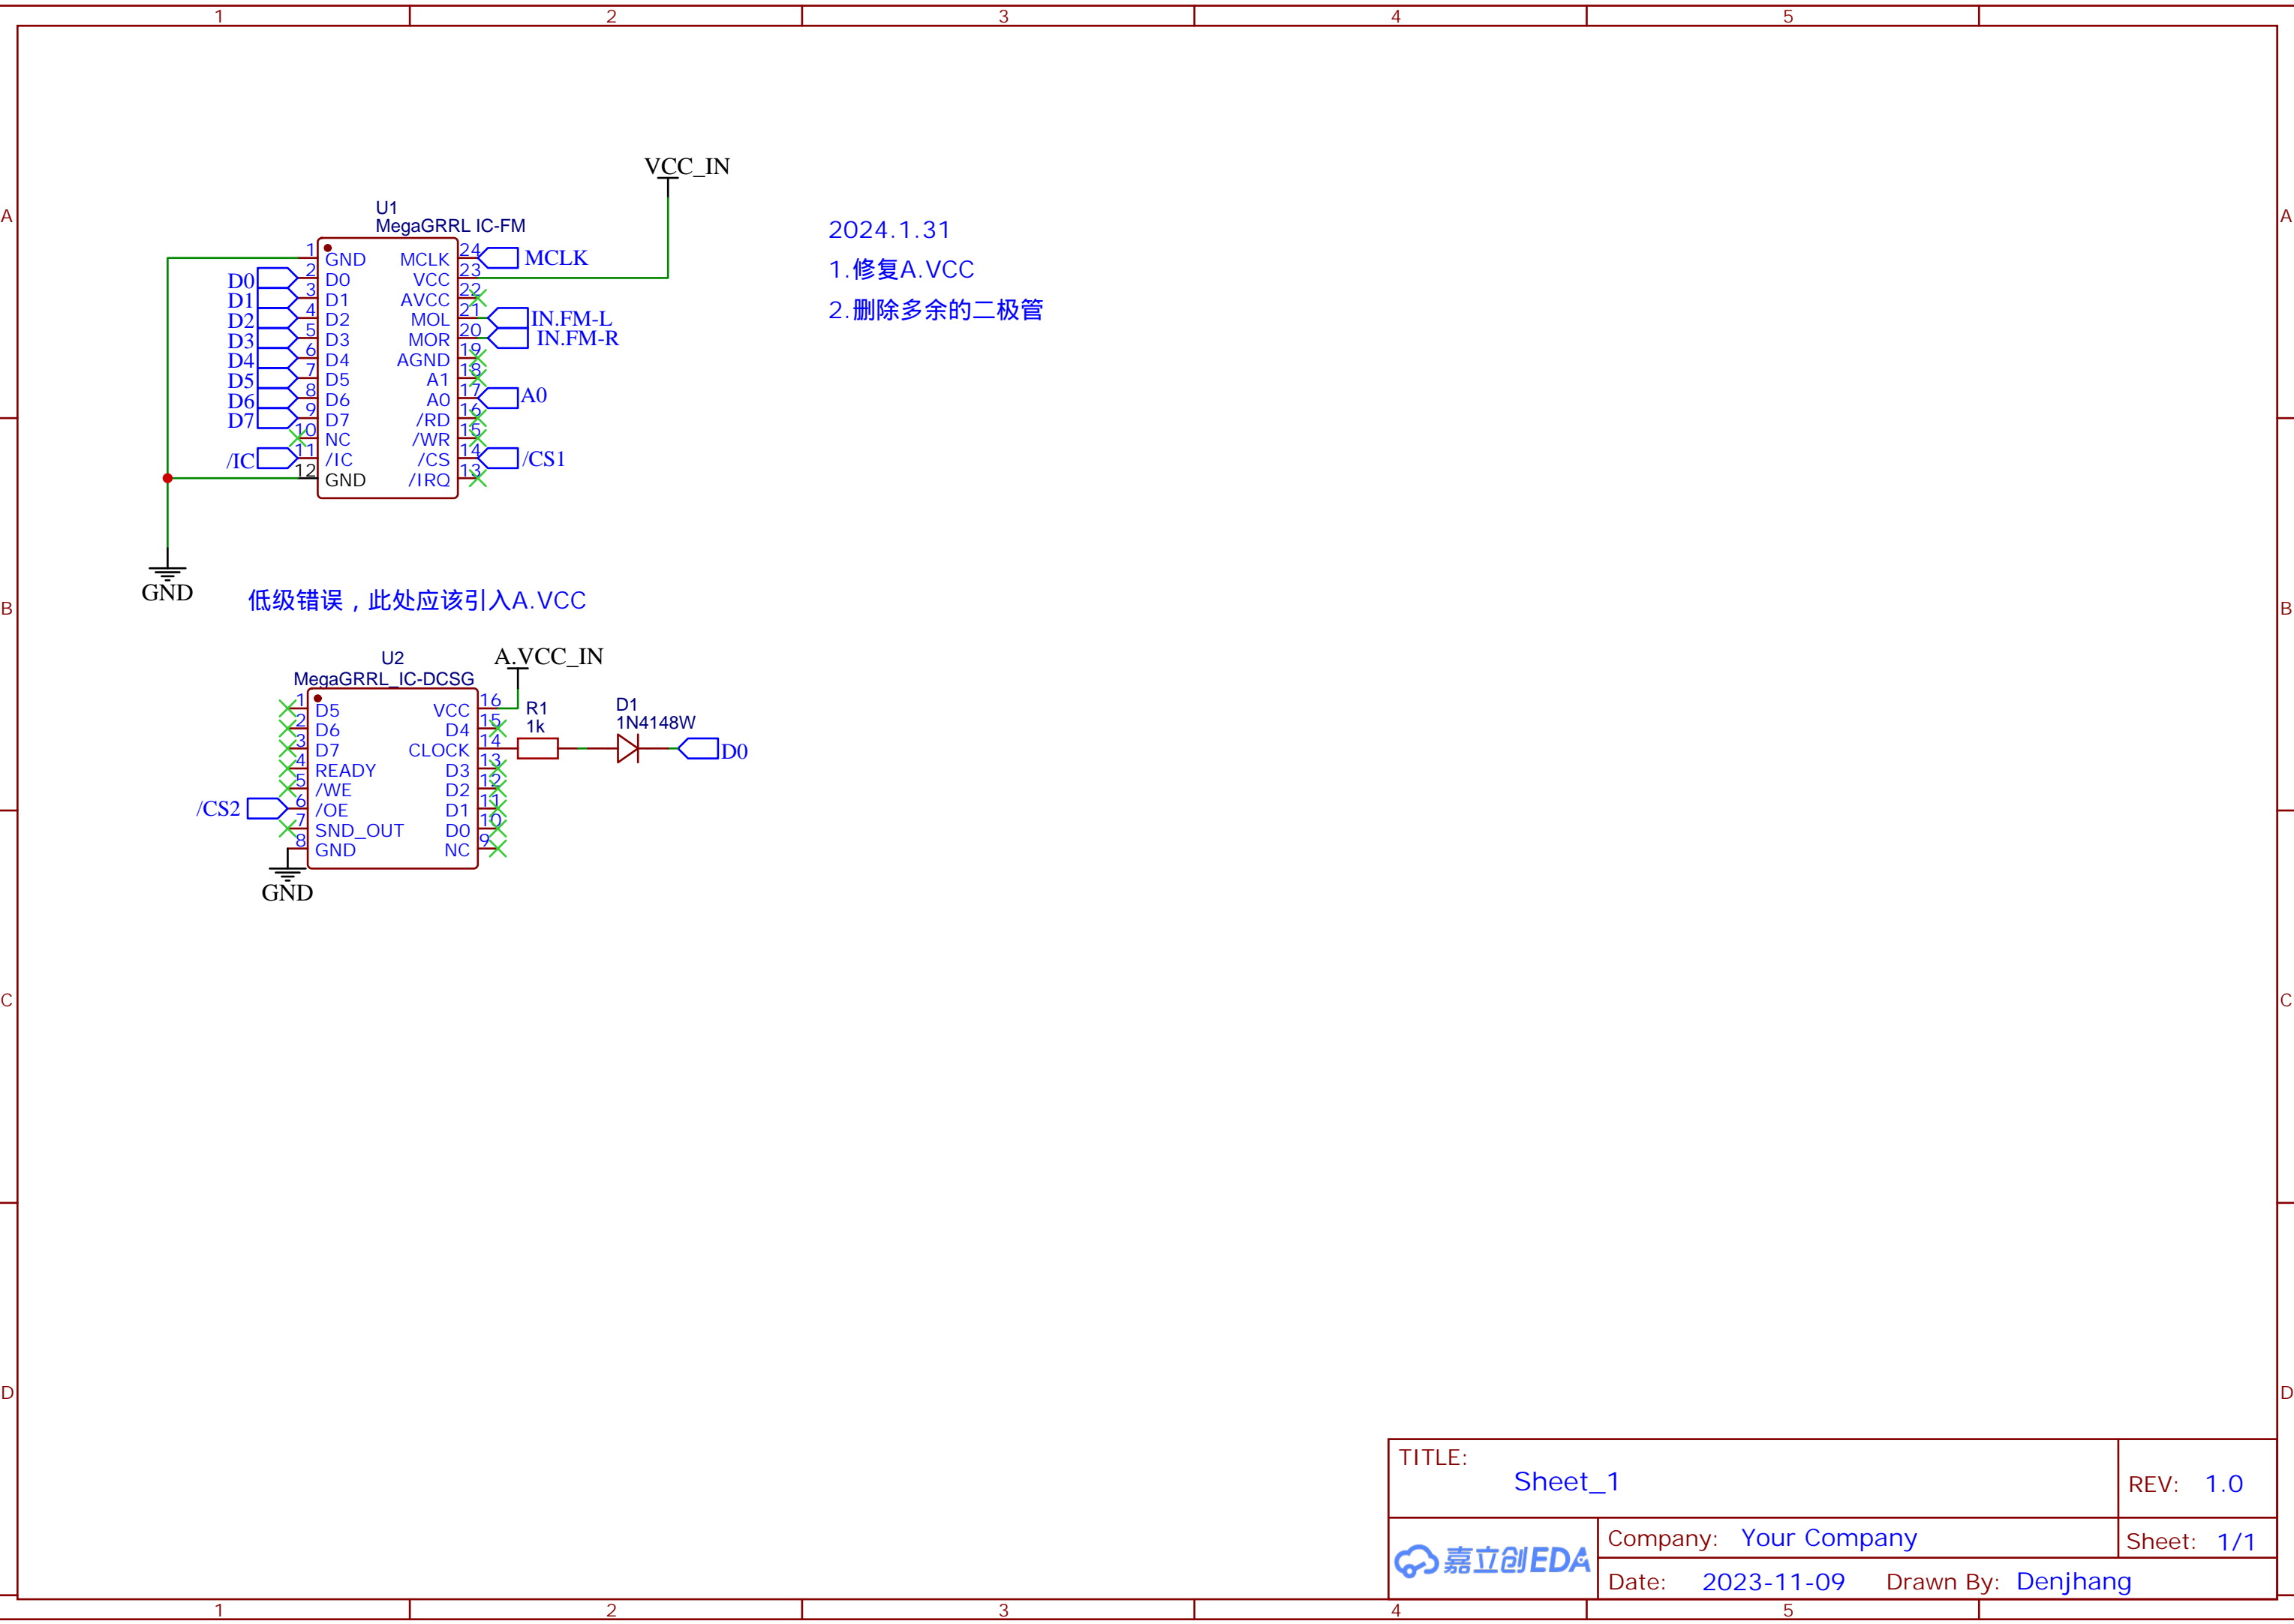 1 2 3 4 5
A A
B B
C C
D D
VCC_IN
U1
MegaGRRL IC-FM
1 GND MCLK 24 MCLK
D0 2 D0 VCC 23
D1 3 D1 AVCC 22
D2 4 D2 MOL 21 IN.FM-L
D3 5 D3 MOR 20 IN.FM-R
D4 6 D4 AGND 19
D5 7 D5 A1 18
D6 8 D6 A0 17 A0
D7 9 D7 /RD 16
10 NC /WR 15
/IC 11 /IC /CS 14 /CS1
12 GND /IRQ 13
GND
2024.1.31
1.修复A.VCC
2.删除多余的二极管
低级错误，此处应该引入A.VCC
U2
MegaGRRL_IC-DCSG
A.VCC_IN
1 D5 VCC 16
2 D6 D4 15
3 D7 CLOCK 14
R1
1k
D1
1N4148W
D0
4 READY D3 13
5 /WE D2 12
/CS2 6 /OE D1 11
7 SND_OUT D0 10
8 GND NC 9
GND
TITLE:
Sheet_1
REV: 1.0
嘉立创EDA
Company: Your Company
Sheet: 1/1
Date: 2023-11-09 Drawn By: Denjhang
1 2 3 4 5